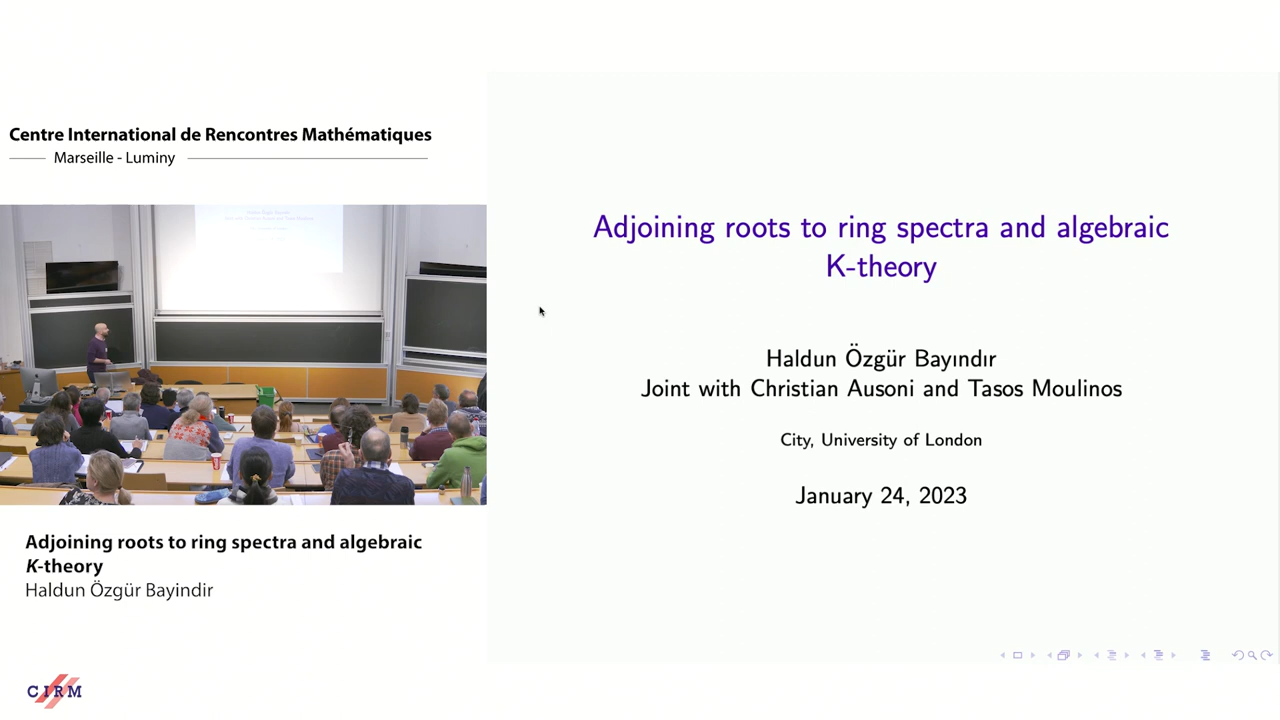 Centre International de Rencontres Mathématiques
Marseille - Luminy
Adjoining roots to ring spectra and algebraic
K-theory
Haldun Özgür Bayindir
CIRM
Adjoining roots to ring spectra and algebraic
K-theory
Haldun Özgür Bayındır
Joint with Christian Ausoni and Tasos Moulinos
City, University of London
January 24, 2023